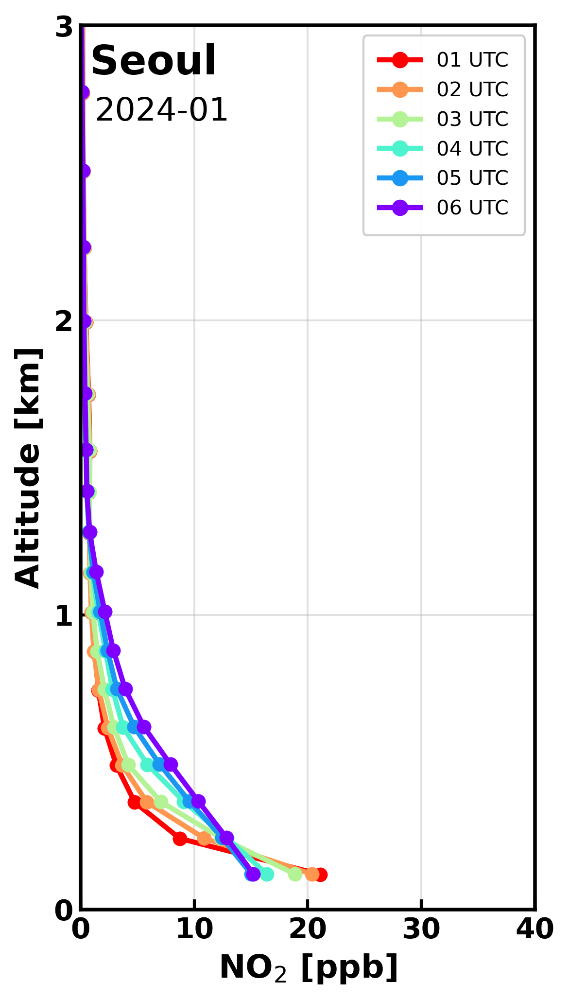 3
Seoul
2024-01
01 UTC
02 UTC
03 UTC
04 UTC
05 UTC
06 UTC
2
Altitude [km]
1
0
0 10 20 30 40
NO₂ [ppb]